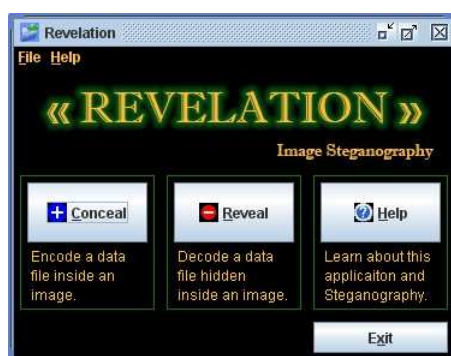 Revelation
File Help
« REVELATION »
Image Steganography
Conceal
Reveal
Help
Encode a data
file inside an
image.
Decode a data
file hidden
inside an image.
Learn about this
applicaiton and
Steganography.
Exit